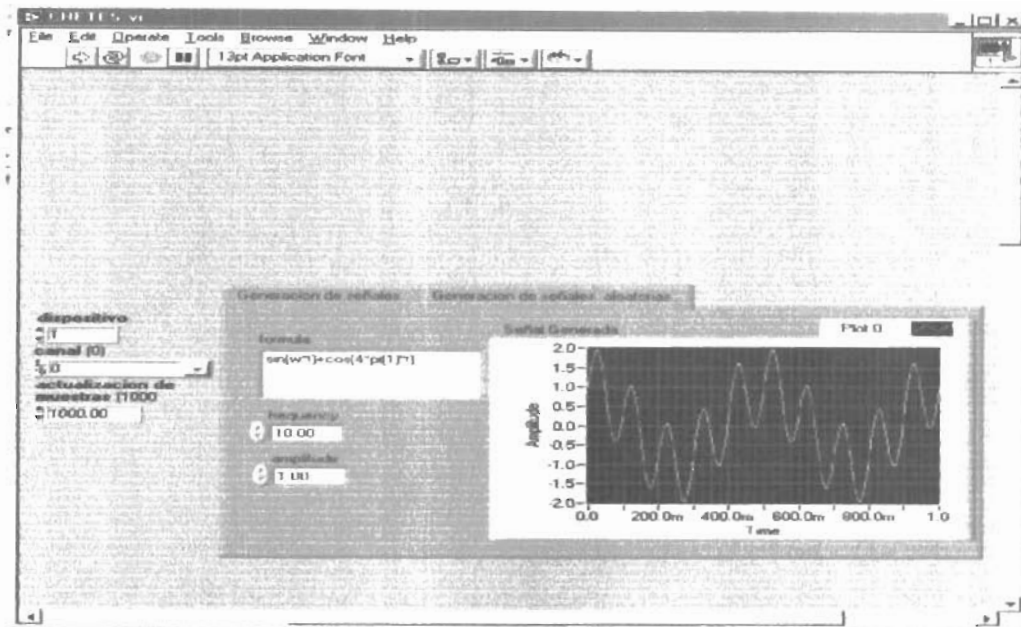 File Edit Operate Tools Browse Window Help
13pt Application Font
Generacion de señales
Generacion de señales aleatorias
dispositivo
1
canal (0)
0
actualizacion de
muestras (1000
1000.00
formula
sin(w*t)+cos(4*pi(1)*t)
frequency
10.00
amplitude
1.00
Señal Generada
Plot 0
Amplitude
2.0
1.5
1.0
0.5
0.0
-0.5
-1.0
-1.5
-2.0
0.0 200.0m 400.0m 600.0m 800.0m 1.0
Time